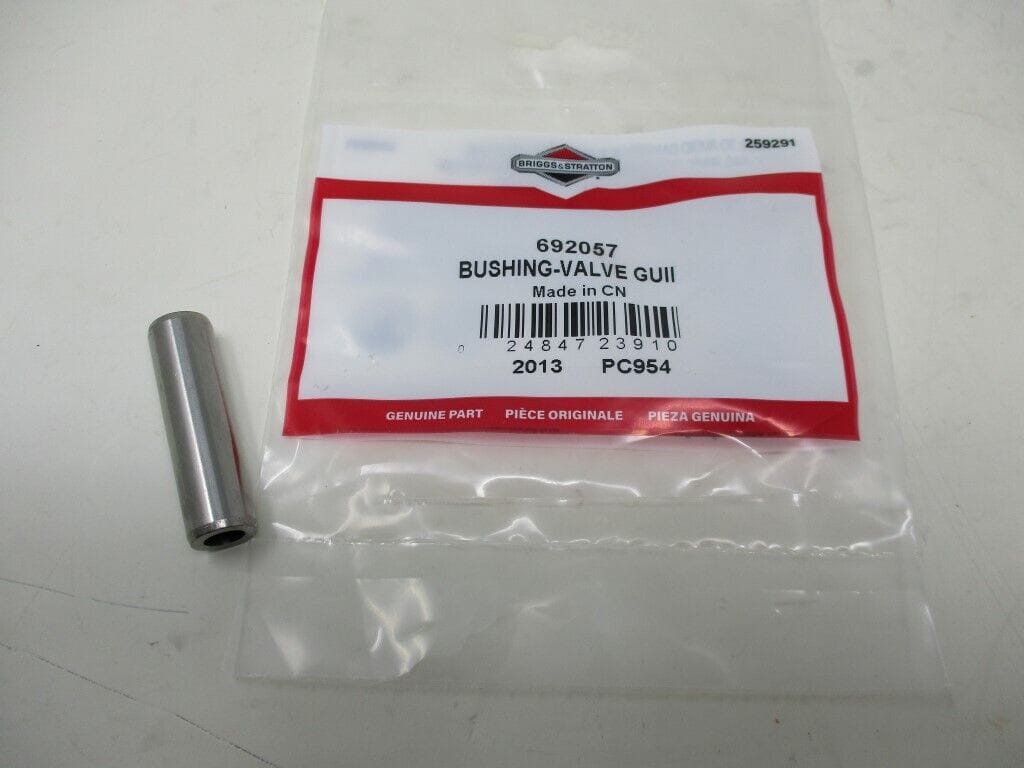 259291
BRIGGS & STRATTON
692057
BUSHING-VALVE GUII
Made in CN
0 24847 23910
2013 PC954
GENUINE PART PIÈCE ORIGINALE PIEZA GENUINA